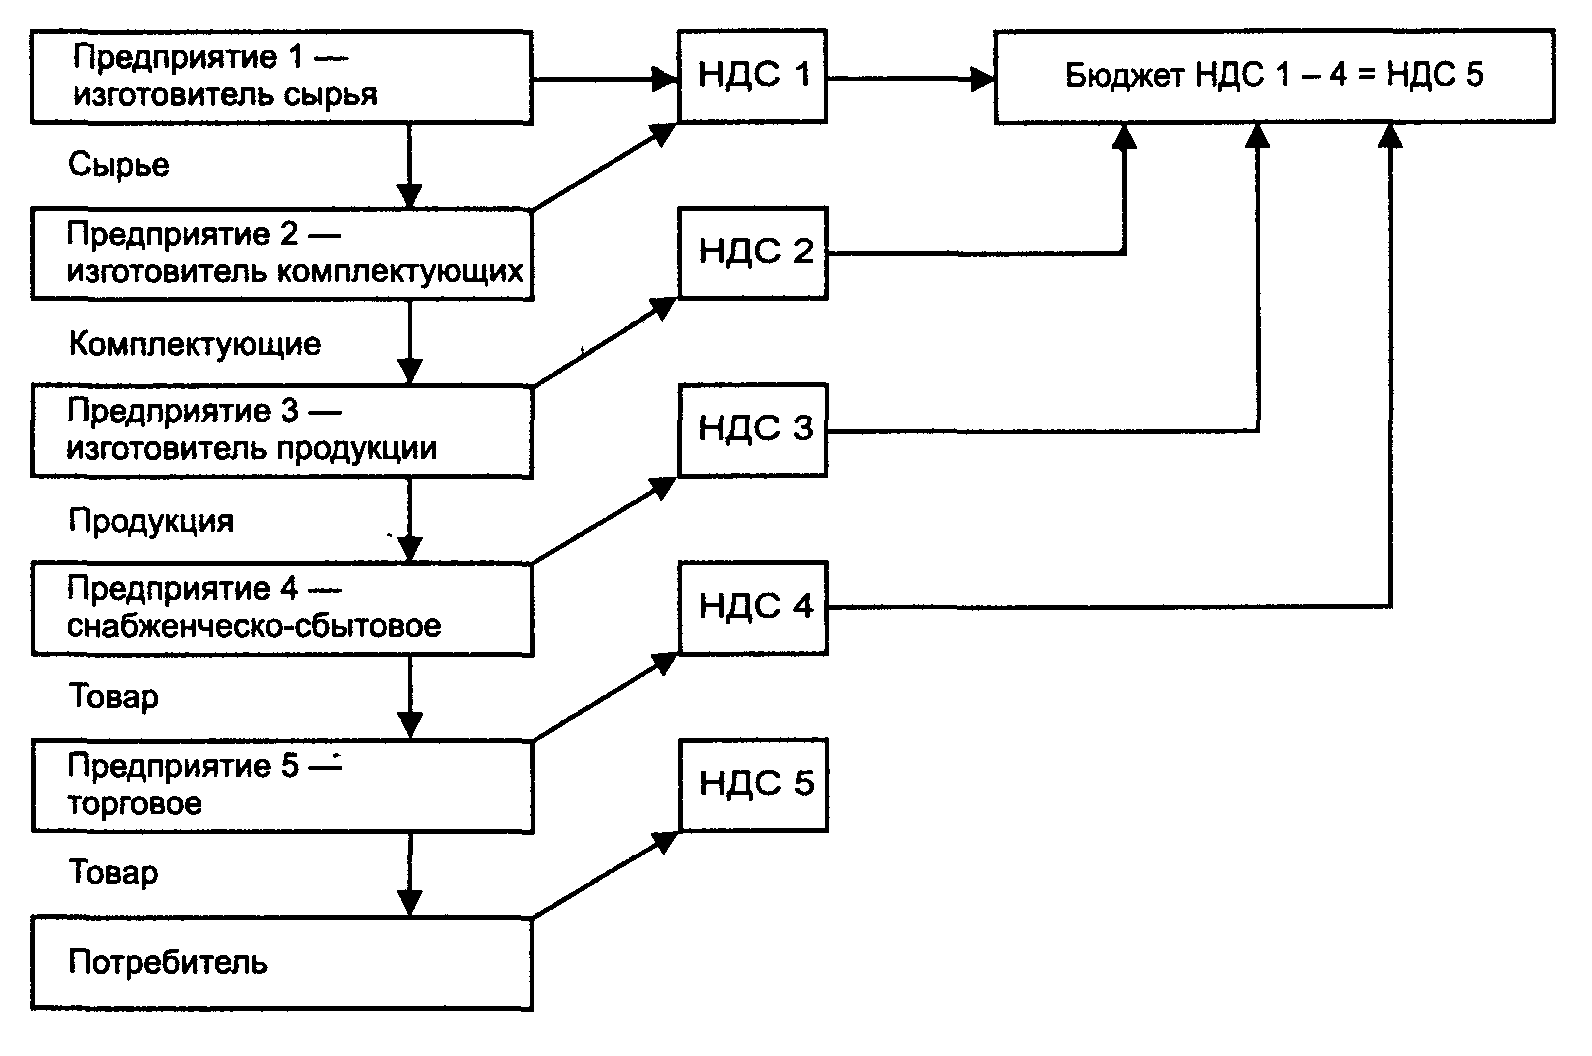 Предприятие 1 —
изготовитель сырья
НДС 1
Бюджет НДС 1 – 4 = НДС 5
Сырье
Предприятие 2 —
изготовитель комплектующих
НДС 2
Комплектующие
Предприятие 3 —
изготовитель продукции
НДС 3
Продукция
Предприятие 4 —
снабженческо-сбытовое
НДС 4
Товар
Предприятие 5 —
торговое
НДС 5
Товар
Потребитель